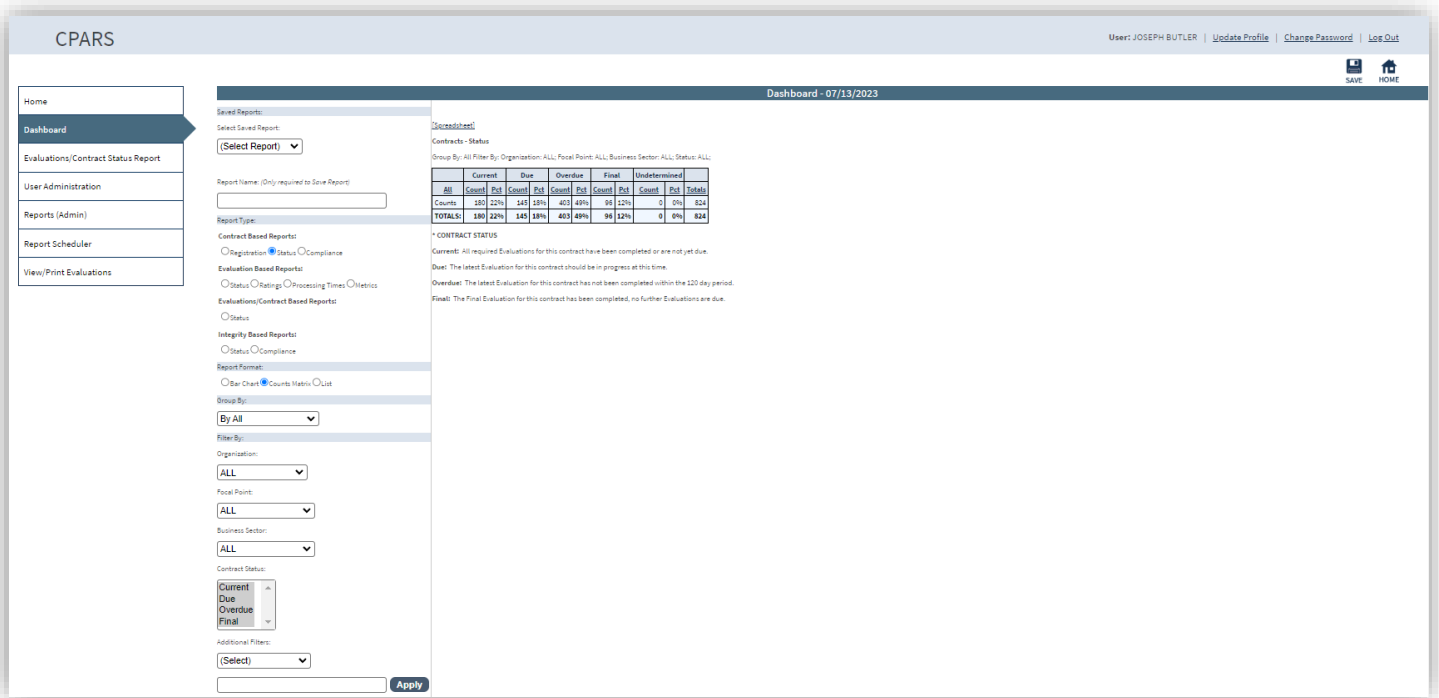 CPARS
User: JOSEPH BUTLER | Update Profile | Change Password | Log Out
SAVE HOME
Home
Dashboard
Evaluations/Contract Status Report
User Administration
Reports (Admin)
Report Scheduler
View/Print Evaluations
Dashboard - 07/13/2023
Saved Reports:
Select Saved Report:
(Select Report)
Report Name: (Only required to Save Report)
Report Type:
Contract Based Reports:
Registration Status Compliance
Evaluation Based Reports:
Status Ratings Processing Times Metrics
Evaluations/Contract Based Reports:
Status
Integrity Based Reports:
Status Compliance
Report Format:
Bar Chart Counts Matrix List
Group By:
By All
Filter By:
Organization:
ALL
Focal Point:
ALL
Business Sector:
ALL
Contract Status:
Current
Due
Overdue
Final
Additional Filters:
(Select)
Apply
[Spreadsheet]
Contracts - Status
Group By: All Filter By: Organization: ALL; Focal Point: ALL; Business Sector: ALL; Status: ALL;
Current Due Overdue Final Undetermined
All Count Pct Count Pct Count Pct Count Pct Count Pct Totals
Counts 180 22% 145 18% 403 49% 96 12% 0 0% 824
TOTALS: 180 22% 145 18% 403 49% 96 12% 0 0% 824
* CONTRACT STATUS
Current: All required Evaluations for this contract have been completed or are not yet due.
Due: The latest Evaluation for this contract should be in progress at this time.
Overdue: The latest Evaluation for this contract has not been completed within the 120 day period.
Final: The Final Evaluation for this contract has been completed, no further Evaluations are due.